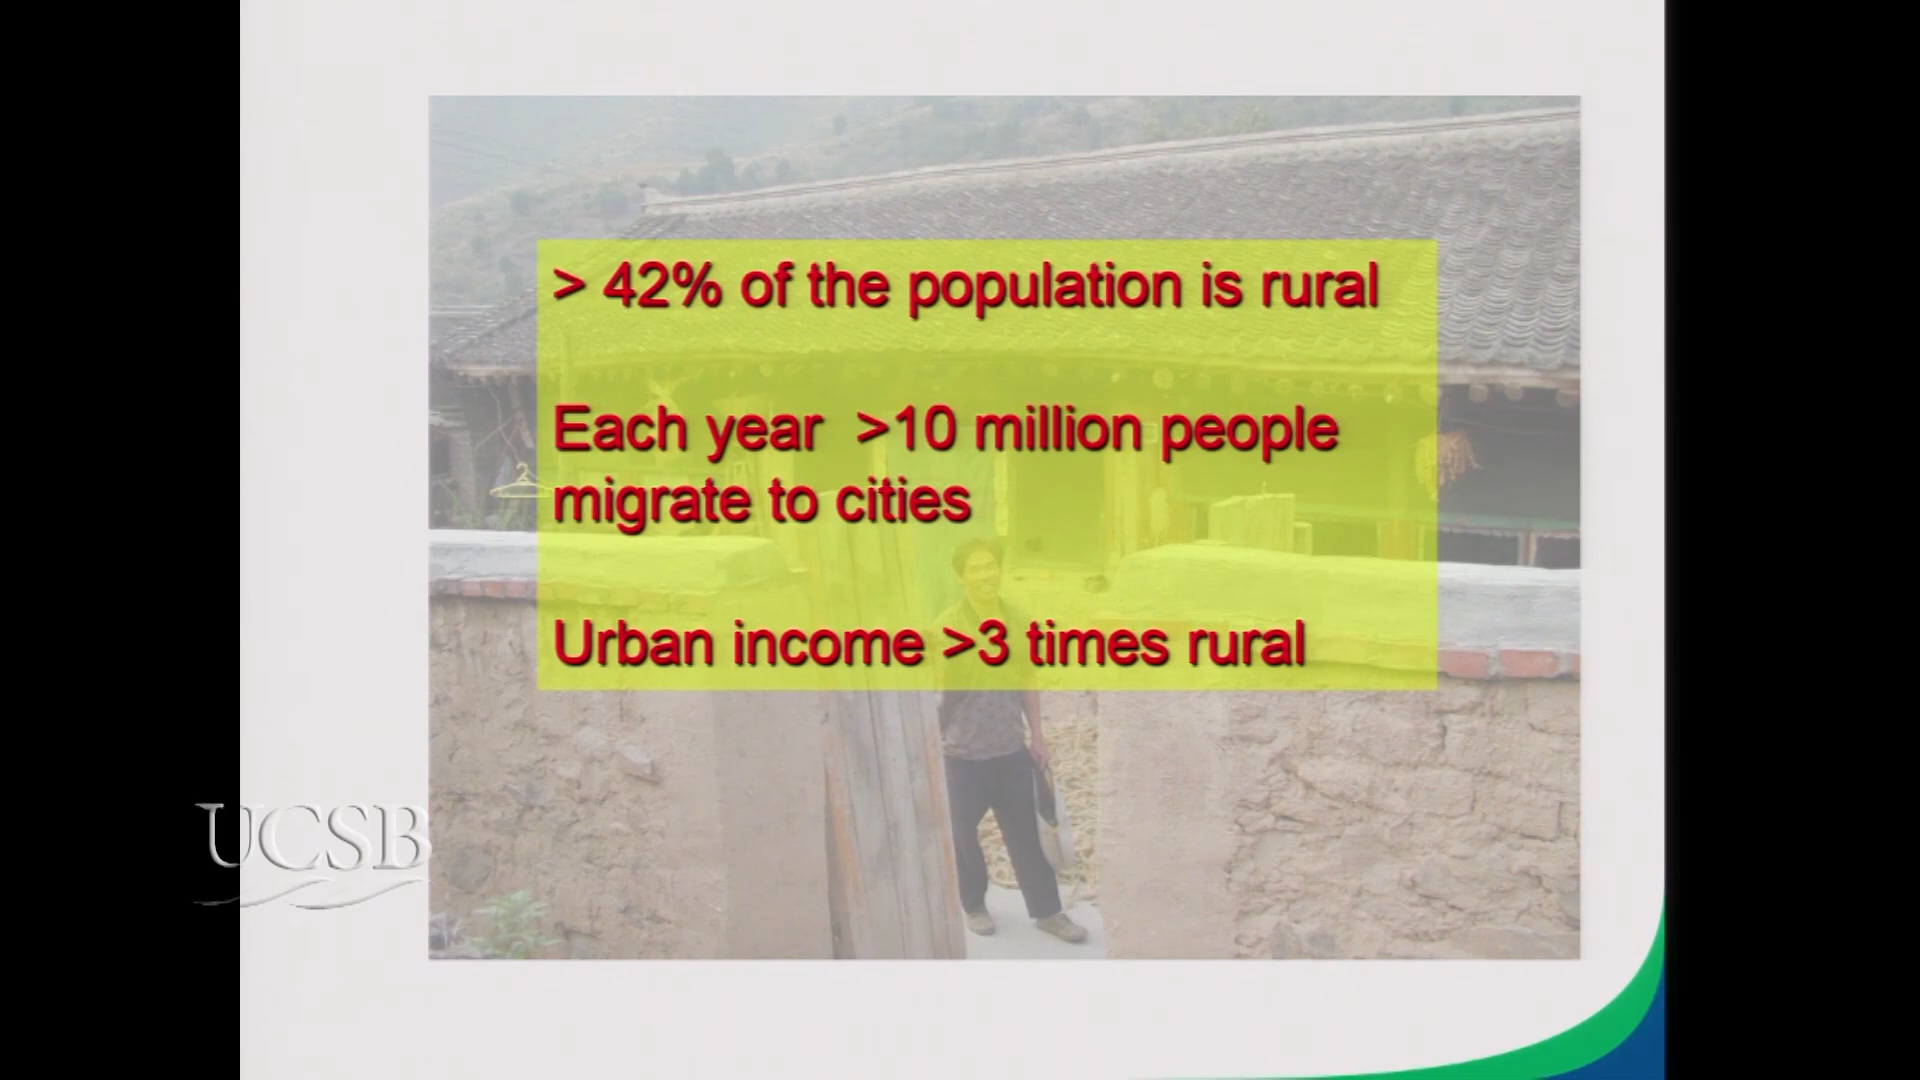 > 42% of the population is rural
Each year >10 million people
migrate to cities
Urban income >3 times rural
UCSB